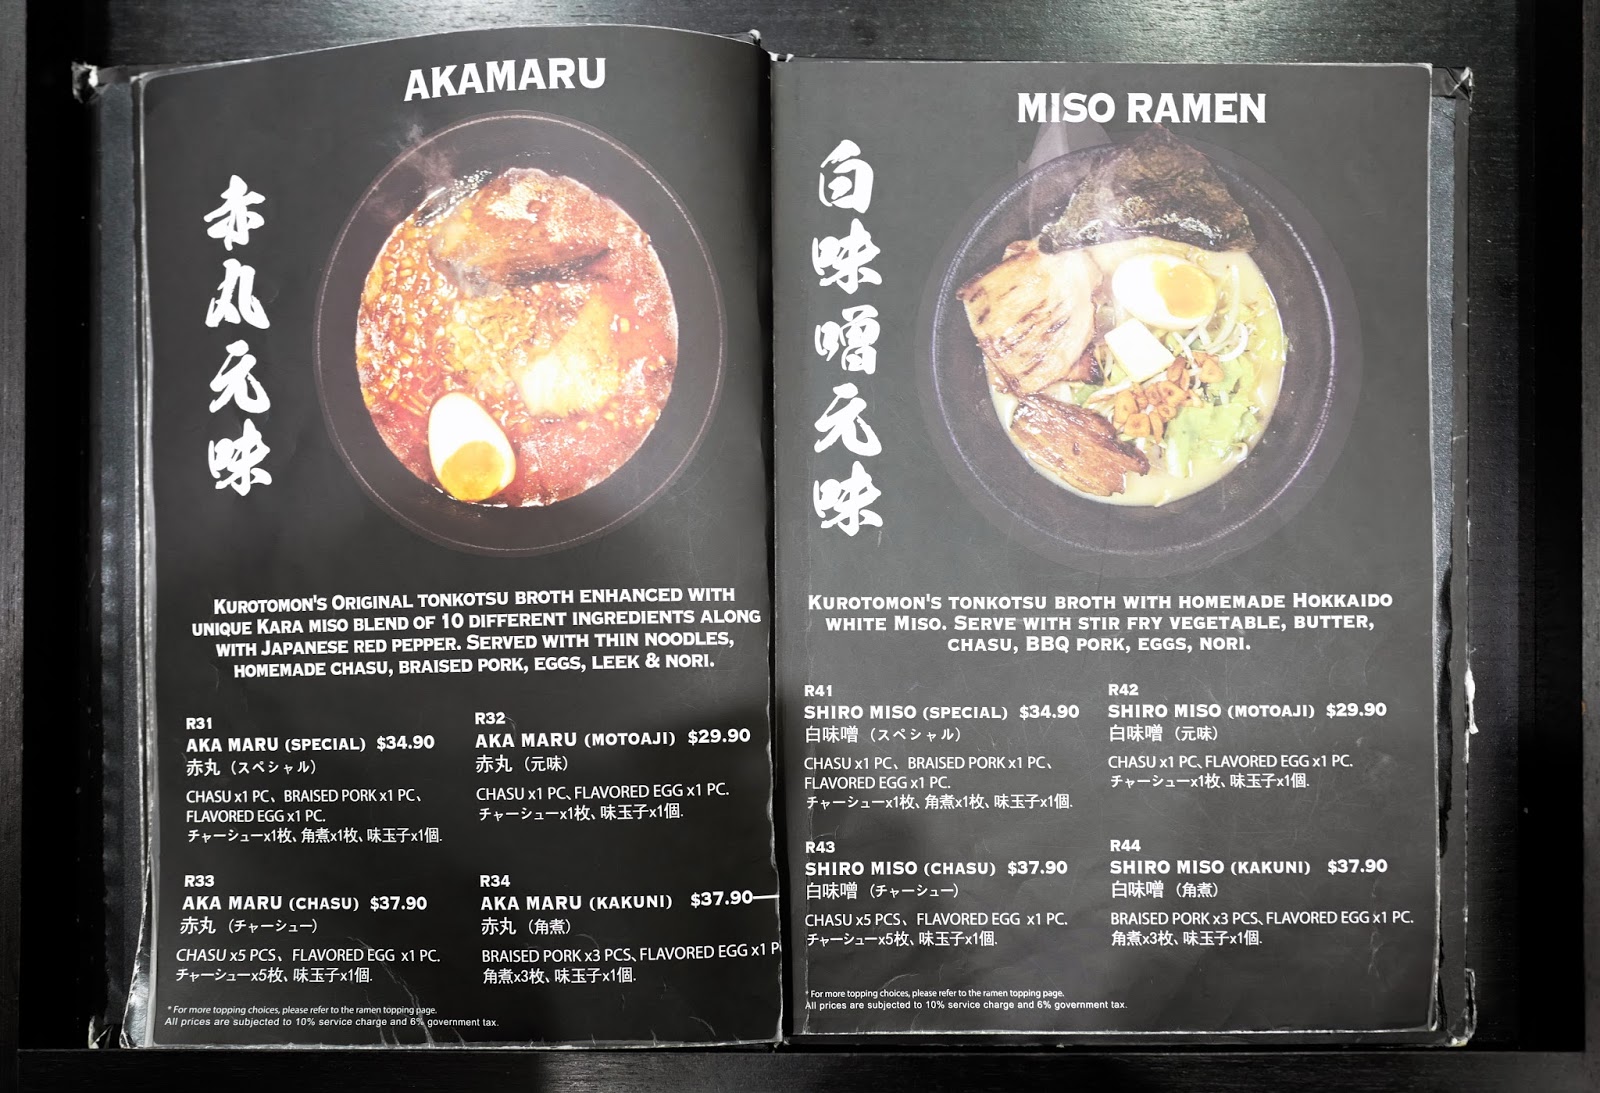 AKAMARU
赤丸元味
KUROTOMON'S ORIGINAL TONKOTSU BROTH ENHANCED WITH
UNIQUE KARA MISO BLEND OF 10 DIFFERENT INGREDIENTS ALONG
WITH JAPANESE RED PEPPER. SERVED WITH THIN NOODLES,
HOMEMADE CHASU, BRAISED PORK, EGGS, LEEK & NORI.
R31
AKA MARU (SPECIAL) $34.90
赤丸（スペシャル）
CHASU x1 PC、BRAISED PORK x1 PC、
FLAVORED EGG x1 PC.
チャーシューx1枚、角煮x1枚、味玉子x1個.
R32
AKA MARU (MOTOAJI) $29.90
赤丸（元味）
CHASU x1 PC、FLAVORED EGG x1 PC.
チャーシューx1枚、味玉子x1個.
R33
AKA MARU (CHASU) $37.90
赤丸（チャーシュー）
CHASU x5 PCS、FLAVORED EGG x1 PC.
チャーシューx5枚、味玉子x1個.
R34
AKA MARU (KAKUNI) $37.90
赤丸（角煮）
BRAISED PORK x3 PCS、FLAVORED EGG x1 P
角煮x3枚、味玉子x1個.
* For more topping choices, please refer to the ramen topping page.
All prices are subjected to 10% service charge and 6% government tax.
MISO RAMEN
白味噌元味
KUROTOMON'S TONKOTSU BROTH WITH HOMEMADE HOKKAIDO
WHITE MISO. SERVE WITH STIR FRY VEGETABLE, BUTTER,
CHASU, BBQ PORK, EGGS, NORI.
R41
SHIRO MISO (SPECIAL) $34.90
白味噌（スペシャル）
CHASU x1 PC、BRAISED PORK x1 PC、
FLAVORED EGG x1 PC.
チャーシューx1枚、角煮x1枚、味玉子x1個.
R42
SHIRO MISO (MOTOAJI) $29.90
白味噌（元味）
CHASU x1 PC、FLAVORED EGG x1 PC.
チャーシューx1枚、味玉子x1個.
R43
SHIRO MISO (CHASU) $37.90
白味噌（チャーシュー）
CHASU x5 PCS、FLAVORED EGG x1 PC.
チャーシューx5枚、味玉子x1個.
R44
SHIRO MISO (KAKUNI) $37.90
白味噌（角煮）
BRAISED PORK x3 PCS、FLAVORED EGG x1 PC.
角煮x3枚、味玉子x1個.
* For more topping choices, please refer to the ramen topping page.
All prices are subjected to 10% service charge and 6% government tax.